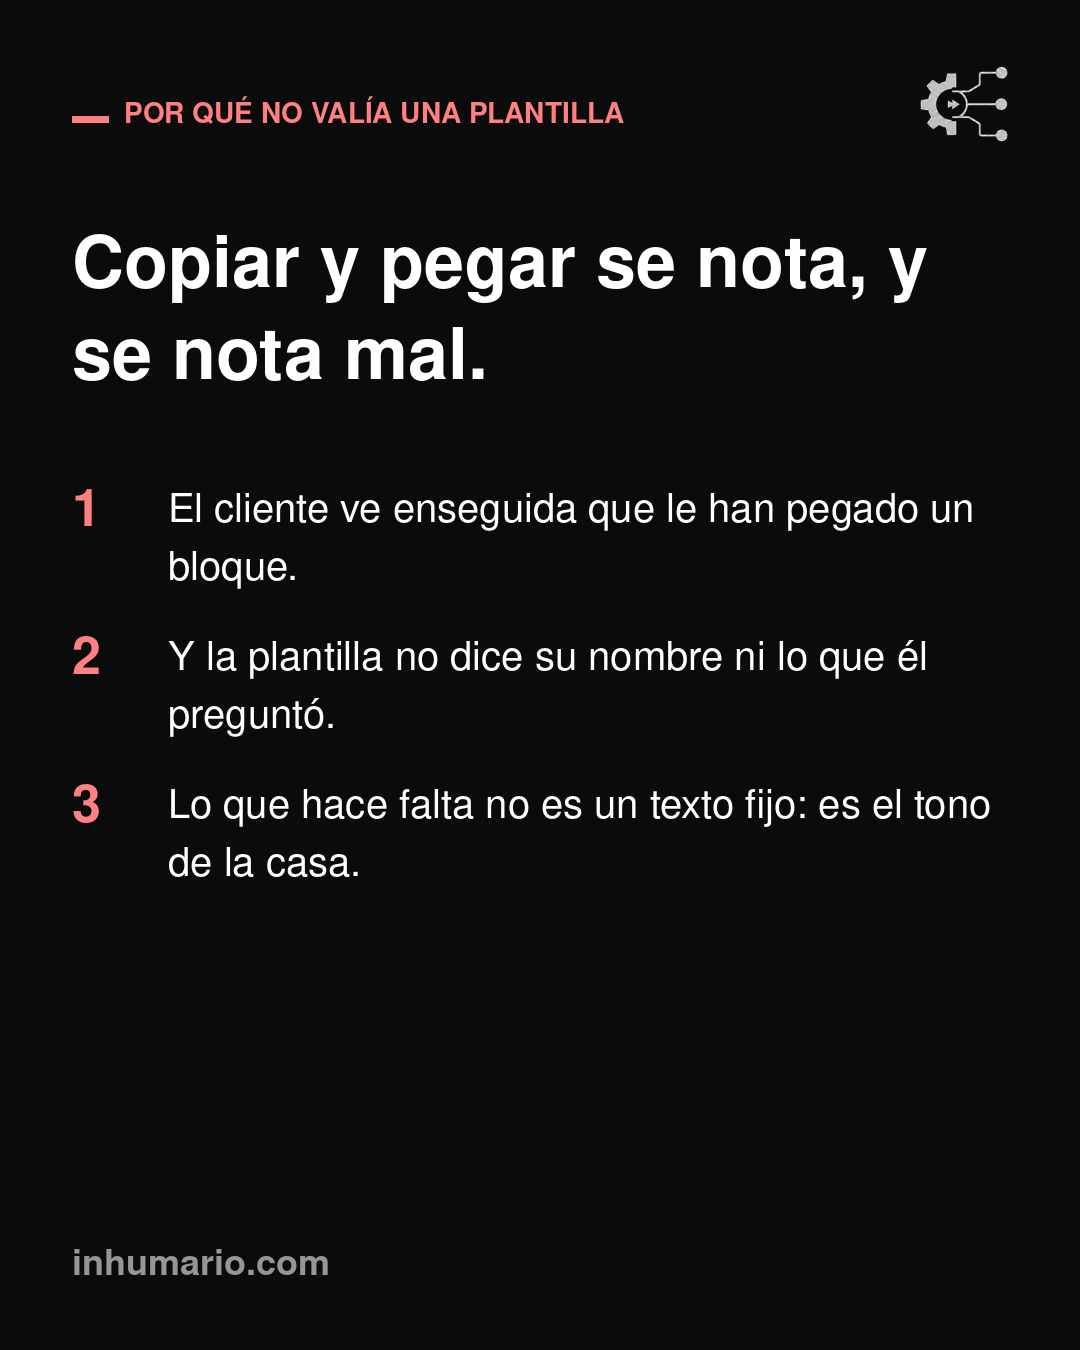 POR QUÉ NO VALÍA UNA PLANTILLA
Copiar y pegar se nota, y
se nota mal.
1 El cliente ve enseguida que le han pegado un
bloque.
2 Y la plantilla no dice su nombre ni lo que él
preguntó.
3 Lo que hace falta no es un texto fijo: es el tono
de la casa.
inhumario.com